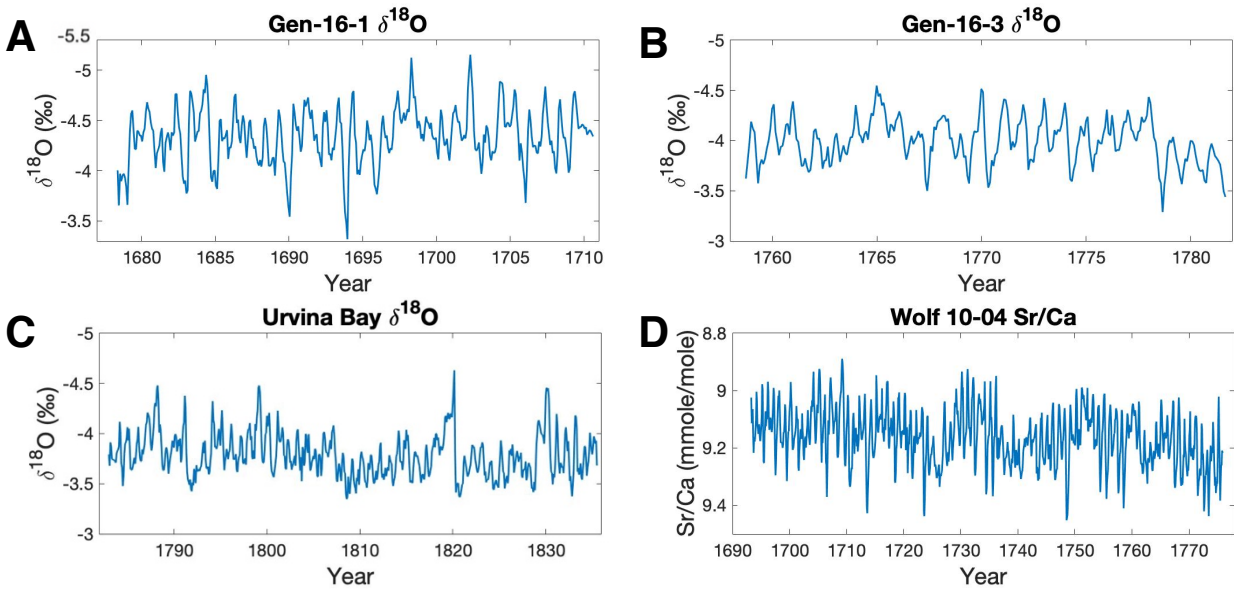 A
Gen-16-1 δ¹⁸O
-5.5
-5
-4.5
-4
-3.5
δ¹⁸O (‰)
1680 1685 1690 1695 1700 1705 1710
Year
B
Gen-16-3 δ¹⁸O
-5
-4.5
-4
-3.5
-3
δ¹⁸O (‰)
1760 1765 1770 1775 1780
Year
C
Urvina Bay δ¹⁸O
-5
-4.5
-4
-3.5
-3
δ¹⁸O (‰)
1790 1800 1810 1820 1830
Year
D
Wolf 10-04 Sr/Ca
8.8
9
9.2
9.4
Sr/Ca (mmole/mole)
1690 1700 1710 1720 1730 1740 1750 1760 1770
Year